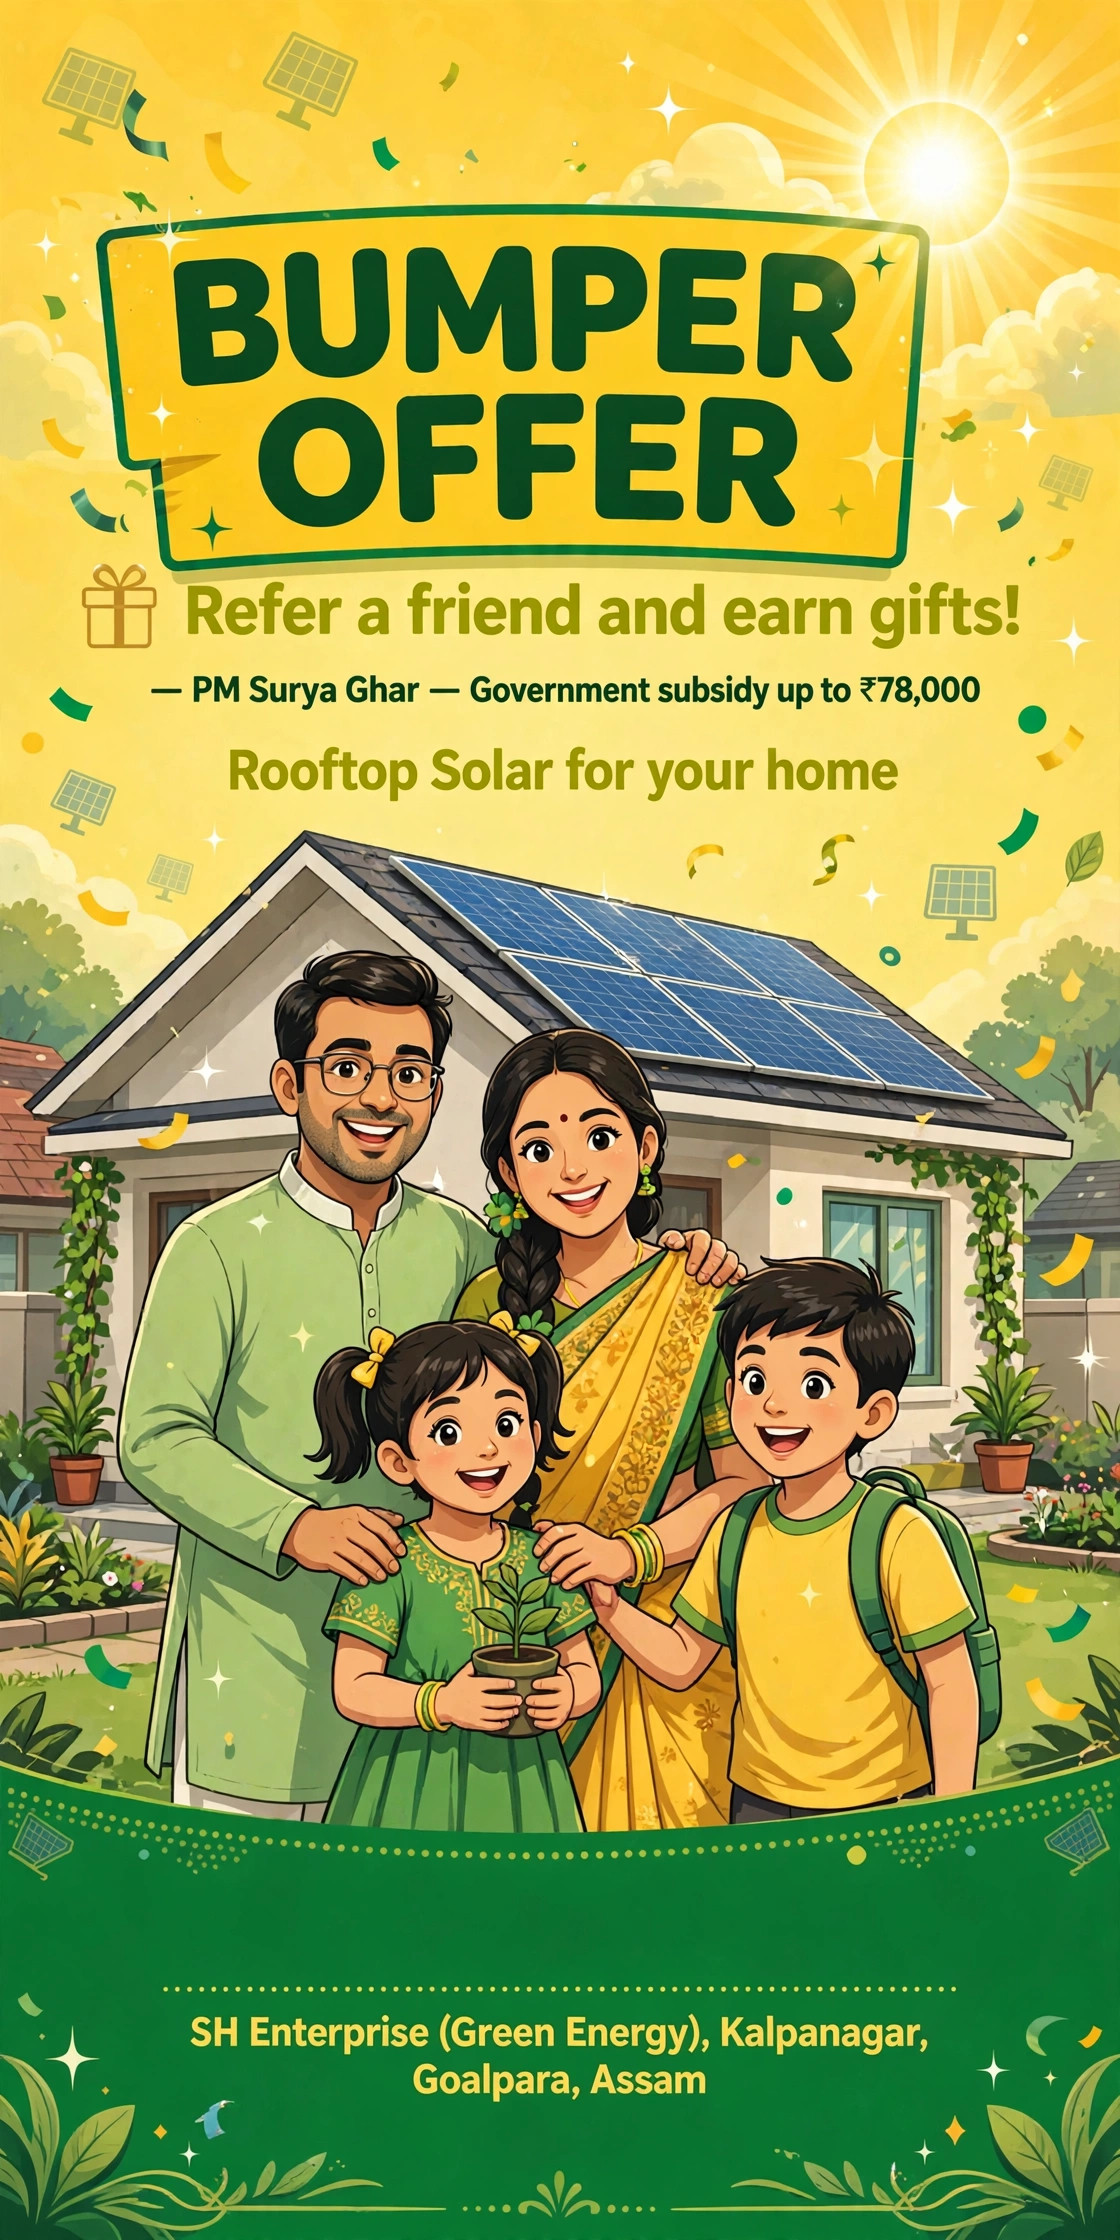 BUMPER
OFFER
Refer a friend and earn gifts!
— PM Surya Ghar — Government subsidy up to ₹78,000
Rooftop Solar for your home
SH Enterprise (Green Energy), Kalpanagar,
Goalpara, Assam